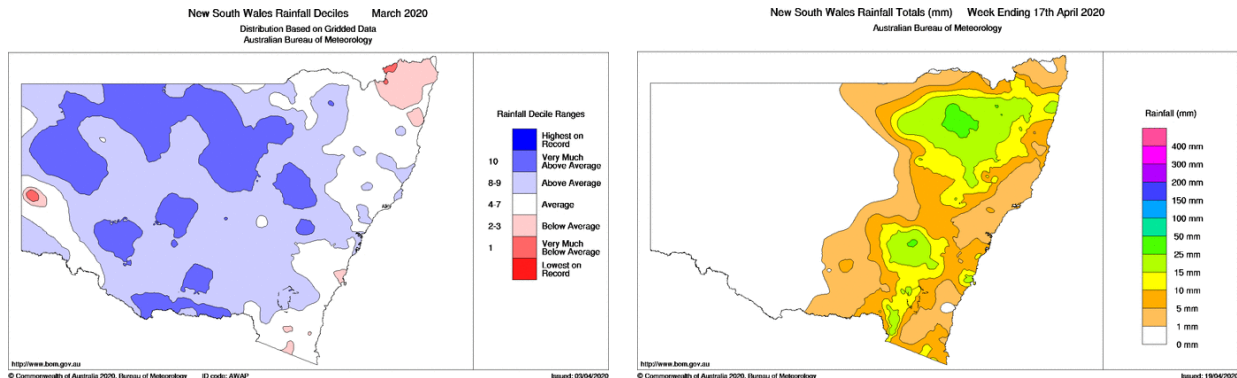 New South Wales Rainfall Deciles March 2020
Distribution Based on Gridded Data
Australian Bureau of Meteorology
Rainfall Decile Ranges
Highest on
Record
10 Very Much
Above Average
8-9 Above Average
4-7 Average
2-3 Below Average
1 Very Much
Below Average
Lowest on
Record
http://www.bom.gov.au
© Commonwealth of Australia 2020, Bureau of Meteorology ID code: AWAP Issued: 03/04/2020
New South Wales Rainfall Totals (mm) Week Ending 17th April 2020
Australian Bureau of Meteorology
Rainfall (mm)
400 mm
300 mm
200 mm
150 mm
100 mm
50 mm
25 mm
15 mm
10 mm
5 mm
1 mm
0 mm
http://www.bom.gov.au
© Commonwealth of Australia 2020, Bureau of Meteorology Issued: 19/04/2020